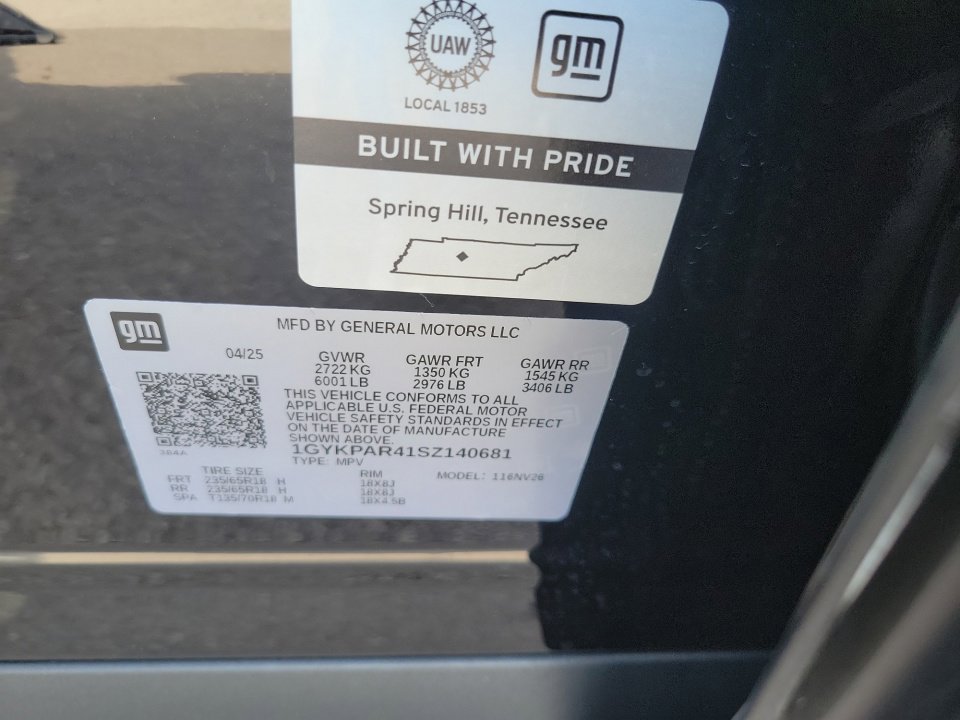 UAW
gm
LOCAL 1853
BUILT WITH PRIDE
Spring Hill, Tennessee
gm
MFD BY GENERAL MOTORS LLC
04/25
GVWR GAWR FRT GAWR RR
2722 KG 1350 KG 1545 KG
6001 LB 2976 LB 3406 LB
THIS VEHICLE CONFORMS TO ALL
APPLICABLE U.S. FEDERAL MOTOR
VEHICLE SAFETY STANDARDS IN EFFECT
ON THE DATE OF MANUFACTURE
SHOWN ABOVE.
384A
1GYKPAR41SZ140681
TYPE: MPV MODEL: 116NV26
TIRE SIZE RIM
FRT 235/65R18 H 18X8J
RR 235/65R18 H 18X8J
SPA T135/70R18 M 18X4.5B